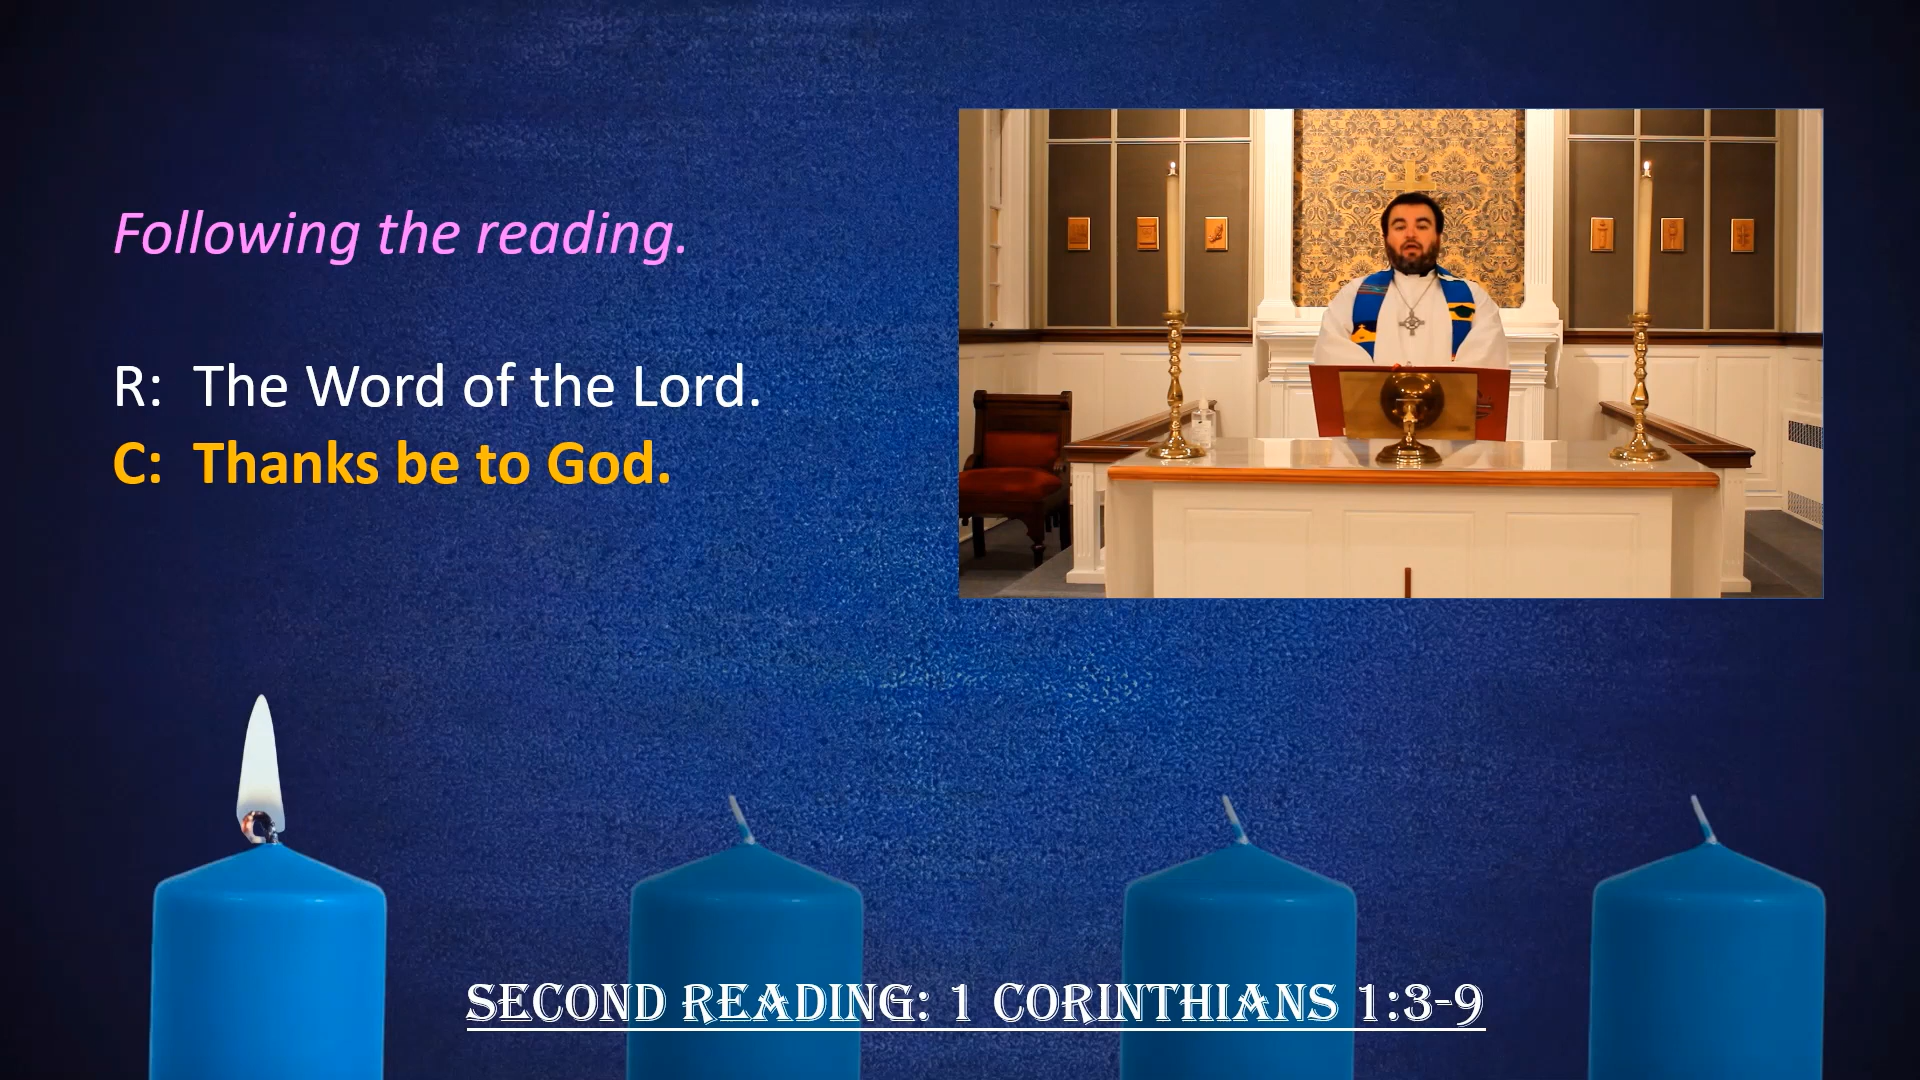 Following the reading.
R: The Word of the Lord.
C: Thanks be to God.
SECOND READING: 1 CORINTHIANS 1:3-9